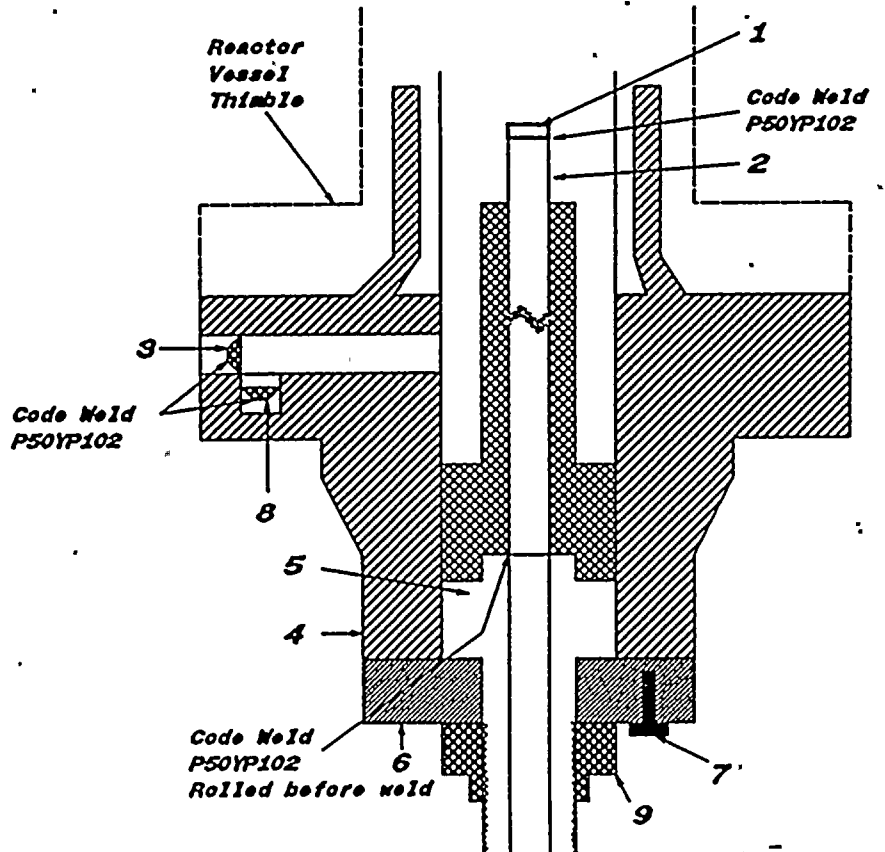 Reactor
Vessel
Thimble
1
Code Weld
P50YP102
2
3
Code Weld
P50YP102
8
5
4
Code Weld
P50YP102
Rolled before weld
6
7
9